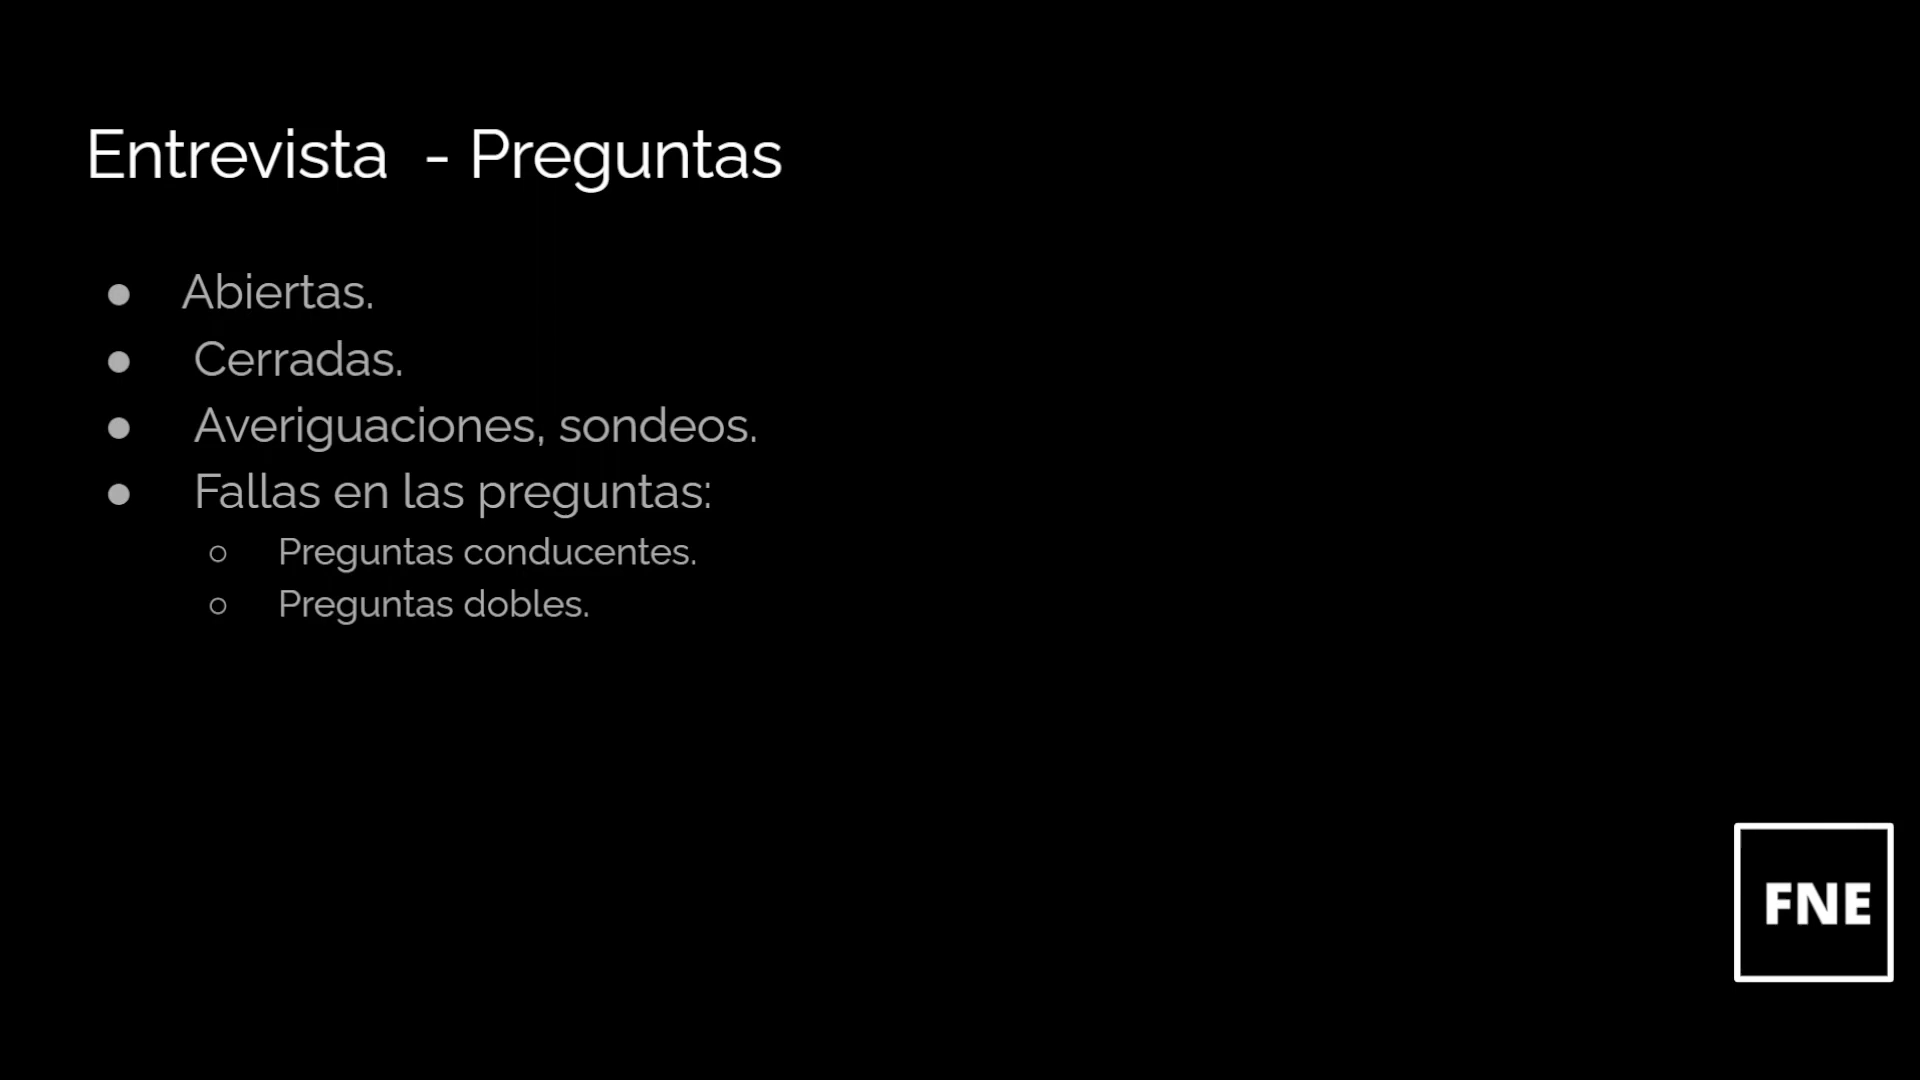 Entrevista - Preguntas
● Abiertas.
● Cerradas.
● Averiguaciones, sondeos.
● Fallas en las preguntas:
○ Preguntas conducentes.
○ Preguntas dobles.
FNE